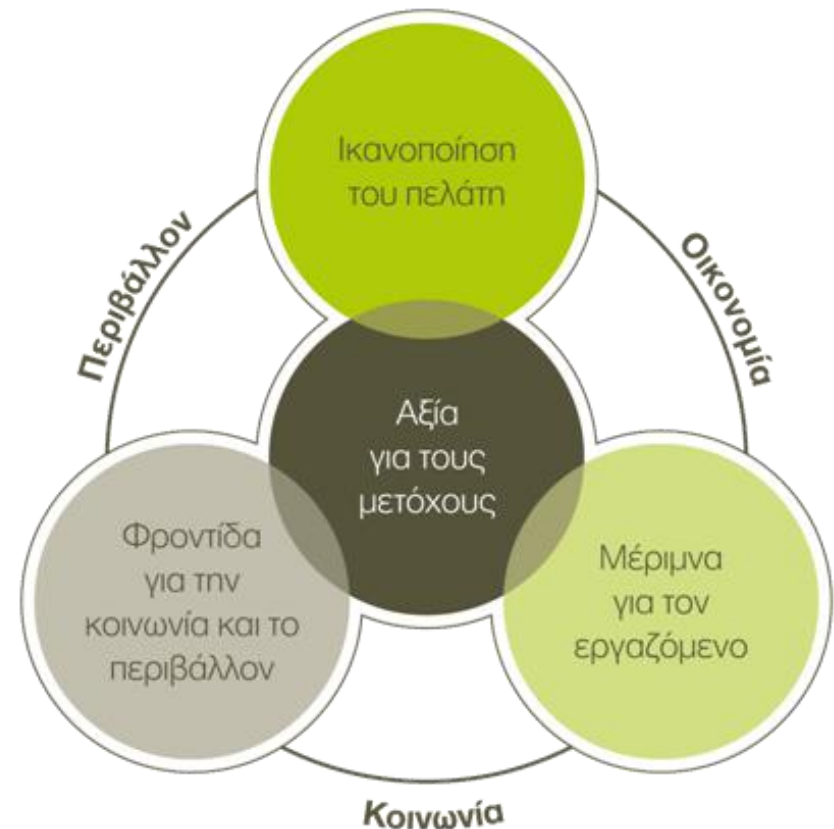 Ικανοποίηση
του πελάτη
Περιβάλλον
Οικονομία
Αξία
για τους
μετόχους
Φροντίδα
για την
κοινωνία και το
περιβάλλον
Μέριμνα
για τον
εργαζόμενο
Κοινωνία